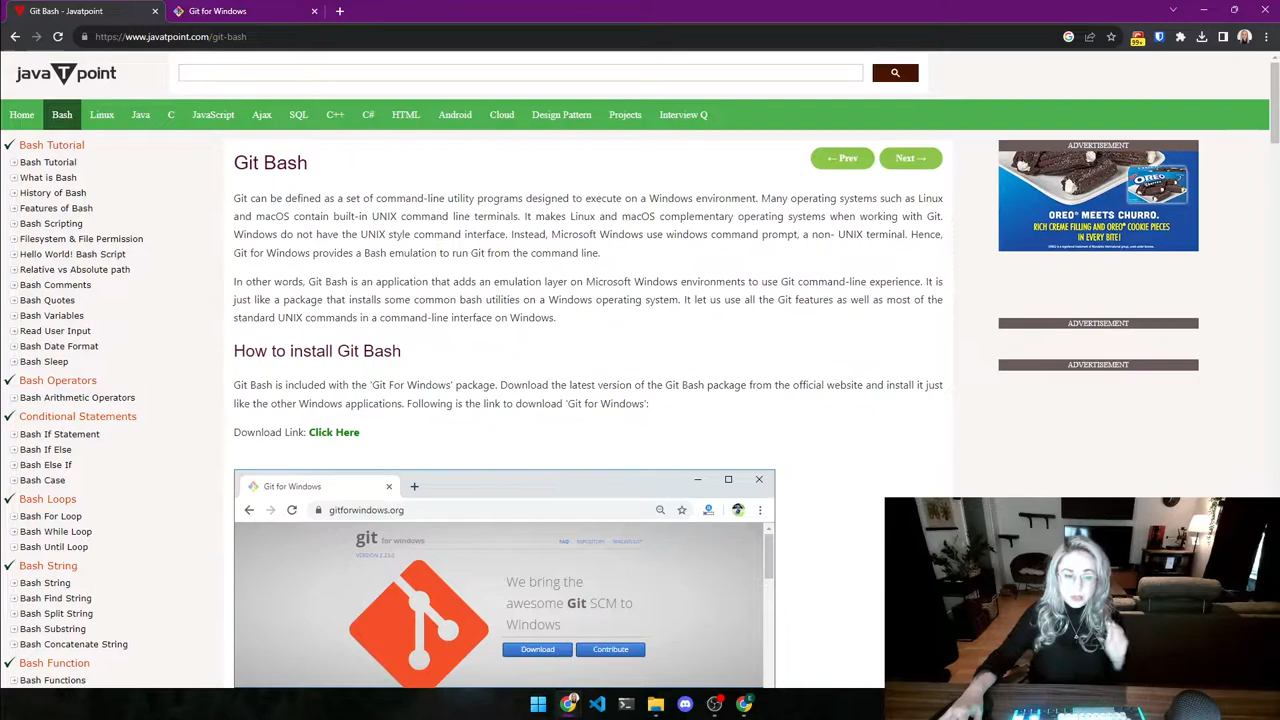 Git Bash - Javatpoint
Git for Windows
https://www.javatpoint.com/git-bash
99+
java T point
Home Bash Linux Java C JavaScript Ajax SQL C++ C# HTML Android Cloud Design Pattern Projects Interview Q
Bash Tutorial
Bash Tutorial
What is Bash
History of Bash
Features of Bash
Bash Scripting
Filesystem & File Permission
Hello World! Bash Script
Relative vs Absolute path
Bash Comments
Bash Quotes
Bash Variables
Read User Input
Bash Date Format
Bash Sleep
Bash Operators
Bash Arithmetic Operators
Conditional Statements
Bash If Statement
Bash If Else
Bash Else If
Bash Case
Bash Loops
Bash For Loop
Bash While Loop
Bash Until Loop
Bash String
Bash String
Bash Find String
Bash Split String
Bash Substring
Bash Concatenate String
Bash Function
Bash Functions
Git Bash
← Prev
Next →
Git can be defined as a set of command-line utility programs designed to execute on a Windows environment. Many operating systems such as Linux
and macOS contain built-in UNIX command line terminals. It makes Linux and macOS complementary operating systems when working with Git.
Windows do not have the UNIX style command interface. Instead, Microsoft Windows use windows command prompt, a non- UNIX terminal. Hence,
Git for Windows provides a Bash emulation to run Git from the command line.
In other words, Git Bash is an application that adds an emulation layer on Microsoft Windows environments to use Git command-line experience. It is
just like a package that installs some common bash utilities on a Windows operating system. It let us use all the Git features as well as most of the
standard UNIX commands in a command-line interface on Windows.
How to install Git Bash
Git Bash is included with the 'Git For Windows' package. Download the latest version of the Git Bash package from the official website and install it just
like the other Windows applications. Following is the link to download 'Git for Windows':
Download Link: Click Here
Git for Windows
gitforwindows.org
git for windows
FAQ REPOSITORY
We bring the
awesome Git SCM to
Windows
Download
Contribute
ADVERTISEMENT
OREO
OREO MEETS CHURRO.
RICH CREME FILLING AND OREO COOKIE PIECES
IN EVERY BITE
ADVERTISEMENT
ADVERTISEMENT